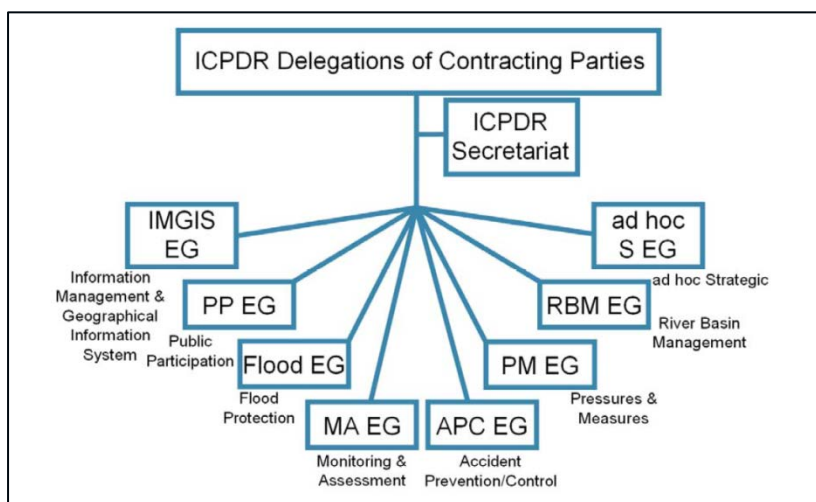 ICPDR Delegations of Contracting Parties
ICPDR
Secretariat
IMGIS
EG
Information
Management &
Geographical
Information
System
PP EG
Public
Participation
Flood EG
Flood
Protection
MA EG
Monitoring &
Assessment
APC EG
Accident
Prevention/Control
PM EG
Pressures &
Measures
RBM EG
River Basin
Management
ad hoc
S EG
ad hoc Strategic